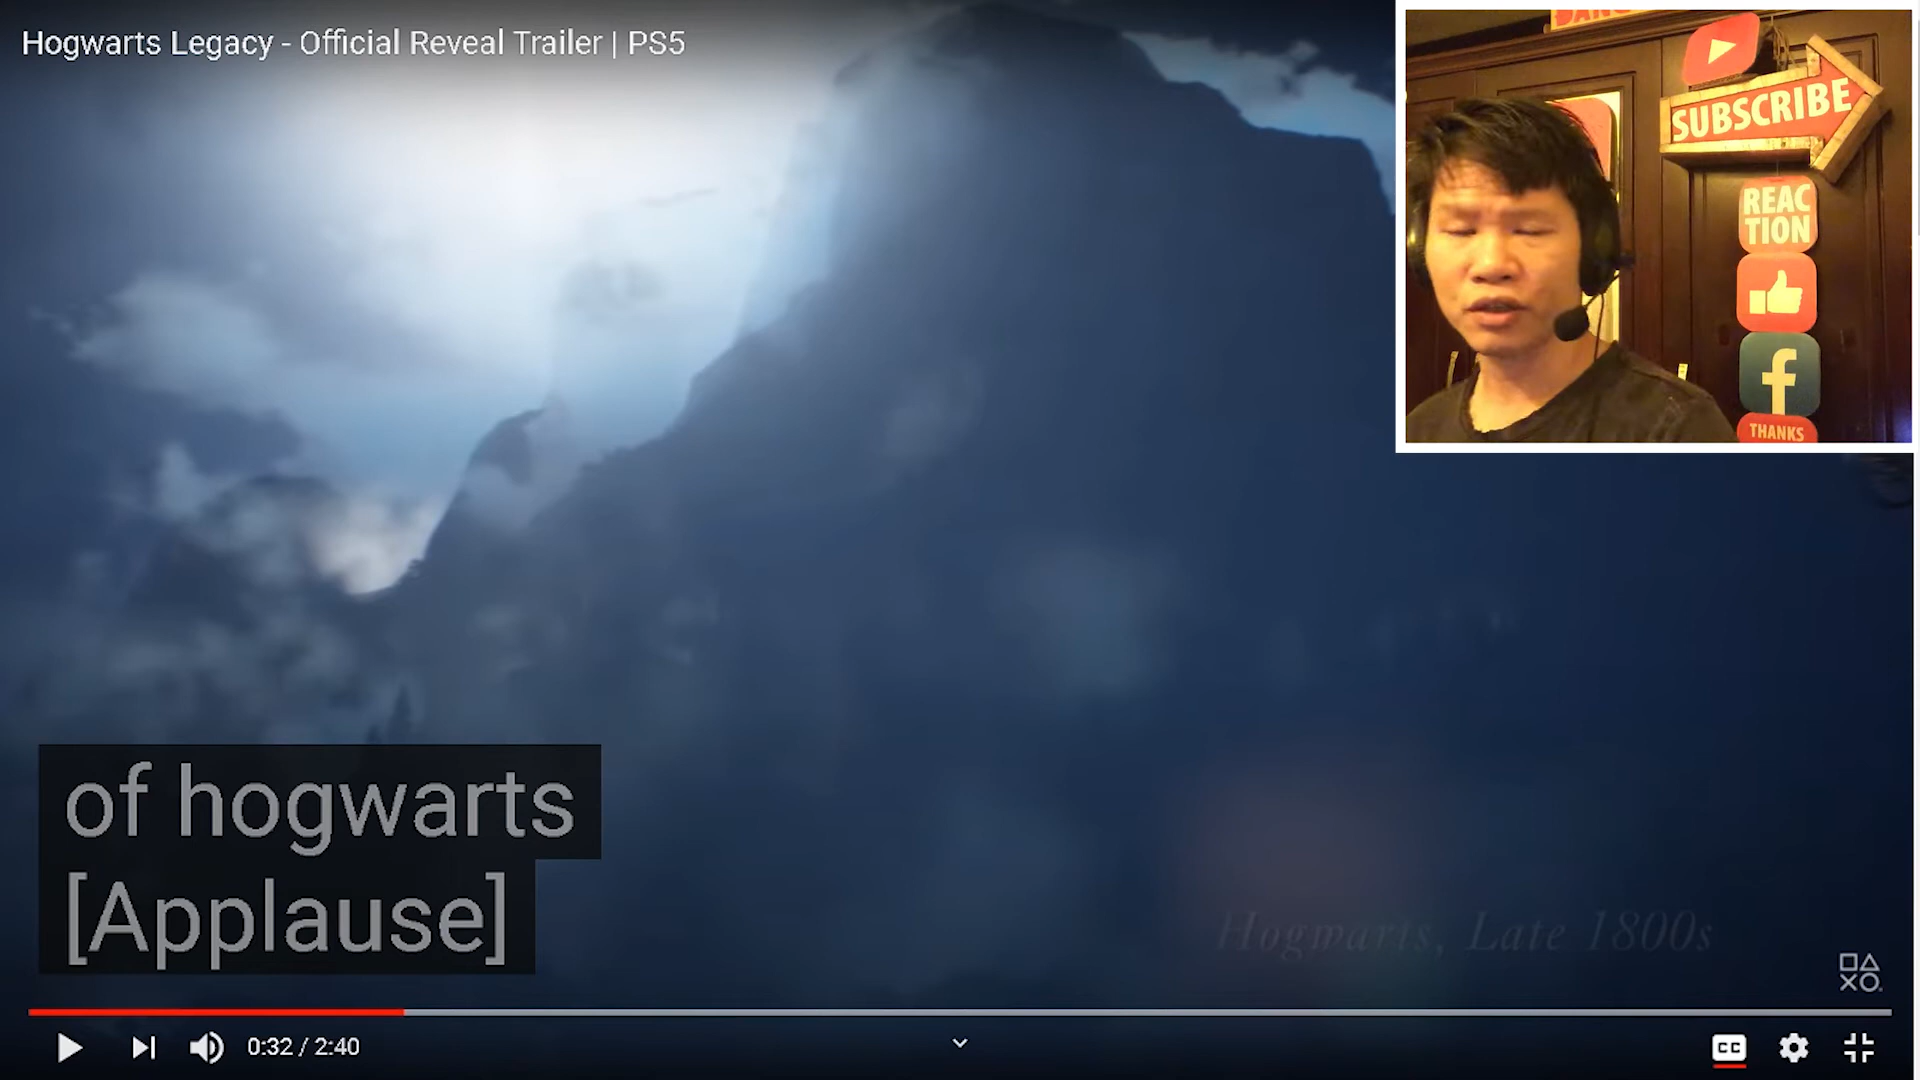 Hogwarts Legacy - Official Reveal Trailer | PS5
SUBSCRIBE
REAC
TION
THANKS
of hogwarts
[Applause]
Hogwarts, Late 1800s
0:32 / 2:40
CC